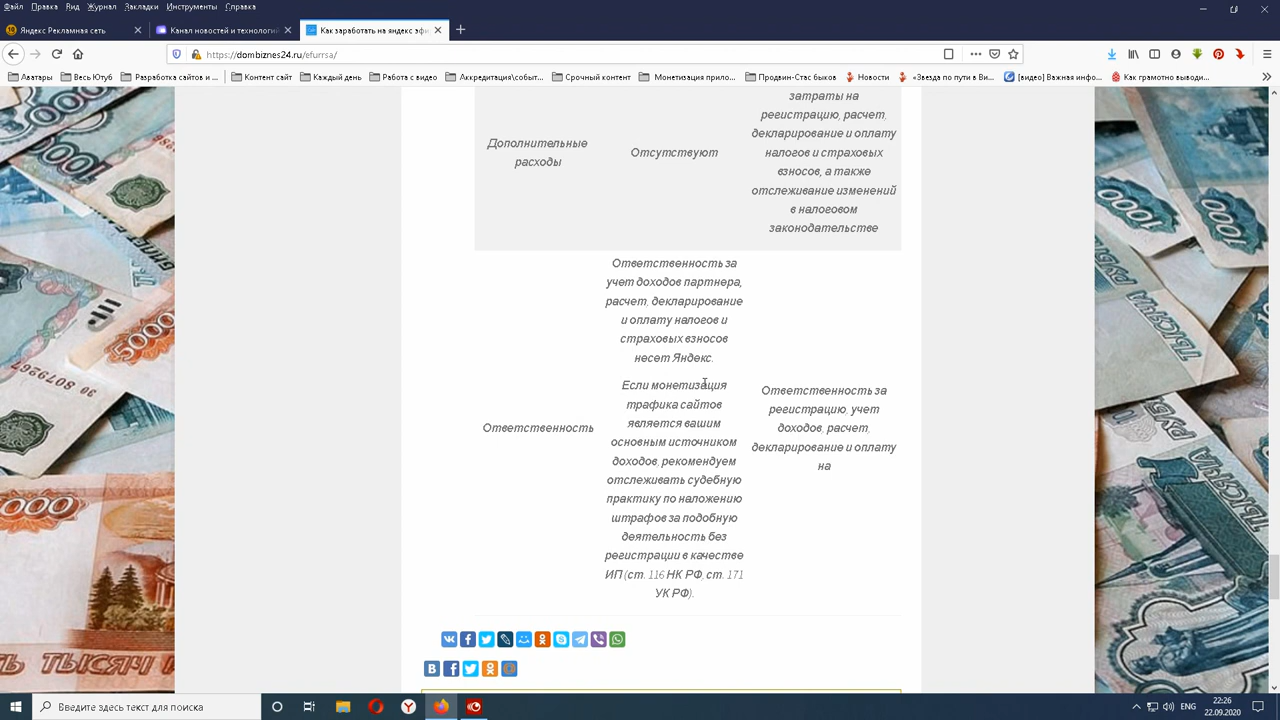 Файл Правка Вид Журнал Закладки Инструменты Справка
Яндекс Рекламная сеть
Канал новостей и технологий
Как заработать на яндекс эфи
https://dombiznes24.ru/efurrsa/
Аватары Весь Ютуб Разработка сайтов и ... Контент сайт Каждый день Работа с видео Аккредитация\событ... Срочный контент Монетизация прило... Продвин-Стас быков Новости «Звезда по пути в Ви... [видео] Важная инфо... Как грамотно выводи...
затраты на
регистрацию, расчет,
декларирование и оплату
налогов и страховых
взносов, а также
отслеживание изменений
в налоговом
законодательстве
Дополнительные
расходы
Отсутствуют
Ответственность за
учет доходов партнера,
расчет, декларирование
и оплату налогов и
страховых взносов
несет Яндекс.
Если монетизация
трафика сайтов
является вашим
основным источником
доходов, рекомендуем
отслеживать судебную
практику по наложению
штрафов за подобную
деятельность без
регистрации в качестве
ИП (ст. 116 НК РФ, ст. 171
УК РФ).
Ответственность
Ответственность за
регистрацию, учет
доходов, расчет,
декларирование и оплату
на
Введите здесь текст для поиска
ENG
22:26
22.09.2020